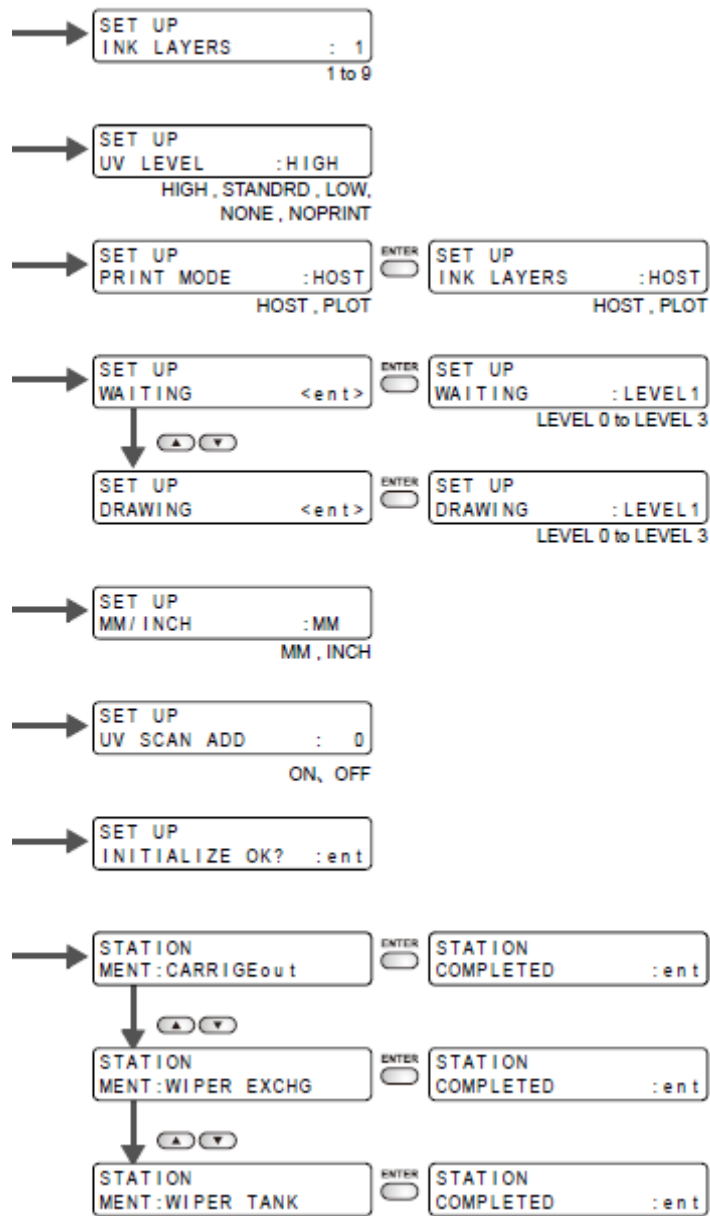 SET UP
INK LAYERS : 1
1 to 9
SET UP
UV LEVEL :HIGH
HIGH , STANDRD , LOW,
NONE , NOPRINT
SET UP
PRINT MODE :HOST
HOST , PLOT
ENTER
SET UP
INK LAYERS :HOST
HOST , PLOT
SET UP
WAITING <ent>
ENTER
SET UP
WAITING :LEVEL1
LEVEL 0 to LEVEL 3
SET UP
DRAWING <ent>
ENTER
SET UP
DRAWING :LEVEL1
LEVEL 0 to LEVEL 3
SET UP
MM/INCH :MM
MM , INCH
SET UP
UV SCAN ADD : 0
ON、OFF
SET UP
INITIALIZE OK? :ent
STATION
MENT:CARRIGEout
ENTER
STATION
COMPLETED :ent
STATION
MENT:WIPER EXCHG
ENTER
STATION
COMPLETED :ent
STATION
MENT:WIPER TANK
ENTER
STATION
COMPLETED :ent